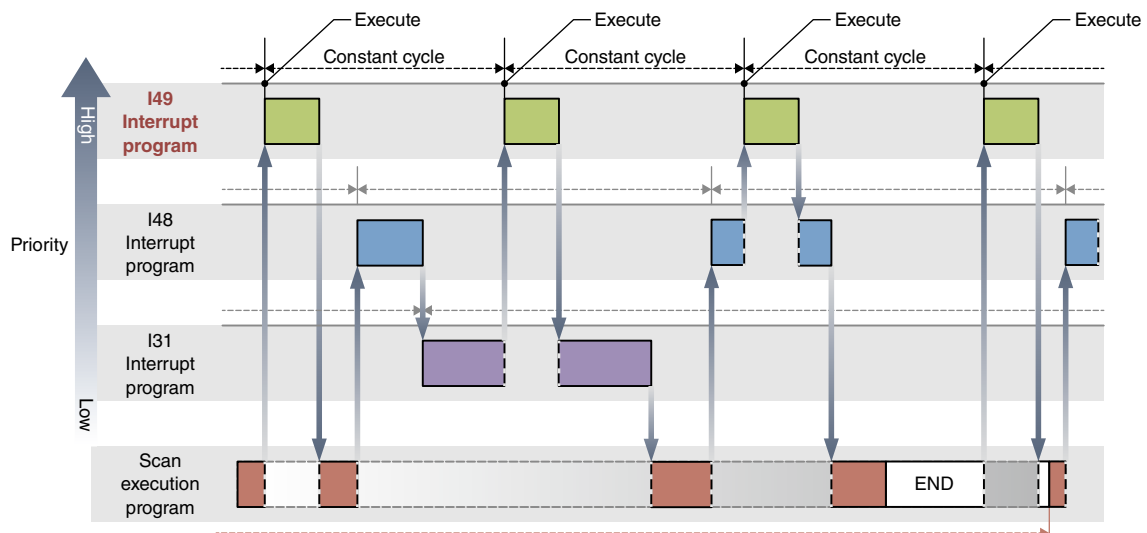 Execute
Execute
Execute
Execute
Constant cycle
Constant cycle
Constant cycle
High
I49
Interrupt
program
Priority
I48
Interrupt
program
I31
Interrupt
program
Low
Scan
execution
program
END